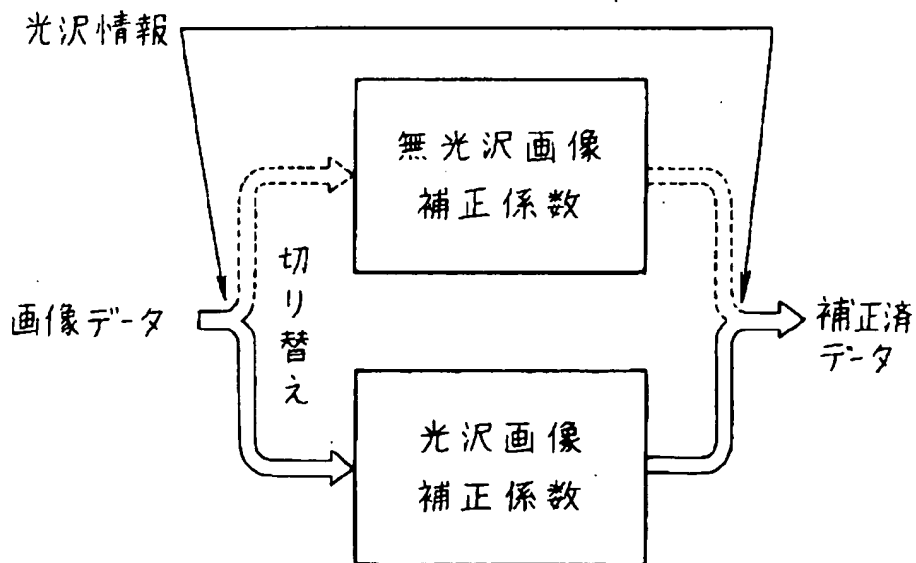 光沢情報
無光沢画像
補正係数
切り替え
画像データ
補正済
データ
光沢画像
補正係数